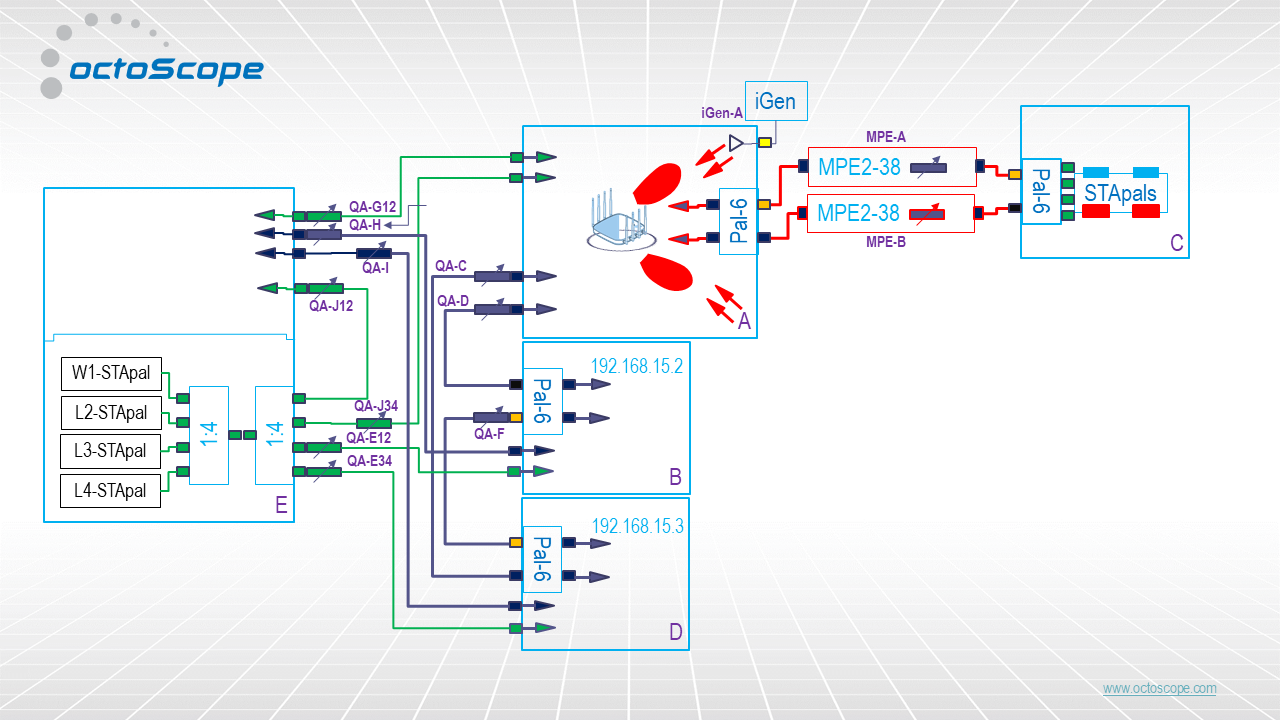 octoScope
iGen
iGen-A
MPE-A
MPE2-38
MPE2-38
MPE-B
Pal-6
Pal-6
STApals
C
A
QA-G12
QA-H
QA-I
QA-J12
QA-C
QA-D
192.168.15.2
Pal-6
B
W1-STApal
L2-STApal
L3-STApal
L4-STApal
1:4
1:4
QA-J34
QA-E12
QA-E34
QA-F
E
192.168.15.3
Pal-6
D
www.octoscope.com